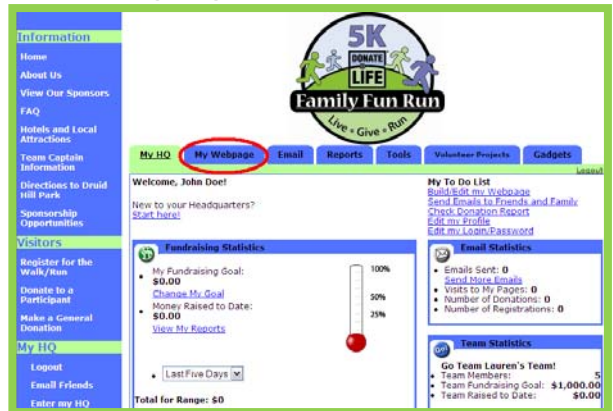 Information
Home
About Us
View Our Sponsors
FAQ
Hotels and Local
Attractions
Team Captain
Information
Directions to Druid
Hill Park
Sponsorship
Opportunities
Visitors
Register for the
Walk/Run
Donate to a
Participant
Make a General
Donation
My HQ
Logout
Email Friends
Enter my HQ
5K
DONATE
LIFE
Family Fun Run
Live • Give • Run
My HQ
My Webpage
Email
Reports
Tools
Volunteer Projects
Gadgets
Logout
Welcome, John Doe!
New to your Headquarters?
Start here!
My To Do List
Build/Edit my Webpage
Send Emails to Friends and Family
Check Donation Report
Edit my Profile
Edit my Login/Password
Fundraising Statistics
• My Fundraising Goal:
$0.00
Change My Goal
• Money Raised to Date:
$0.00
View My Reports
100%
50%
25%
• Last Five Days
Total for Range: $0
Email Statistics
• Emails Sent: 0
Send More Emails
• Visits to My Pages: 0
• Number of Donations: 0
• Number of Registrations: 0
Team Statistics
Go Team Lauren's Team!
• Team Members: 5
• Team Fundraising Goal: $1,000.00
• Team Raised to Date: $0.00